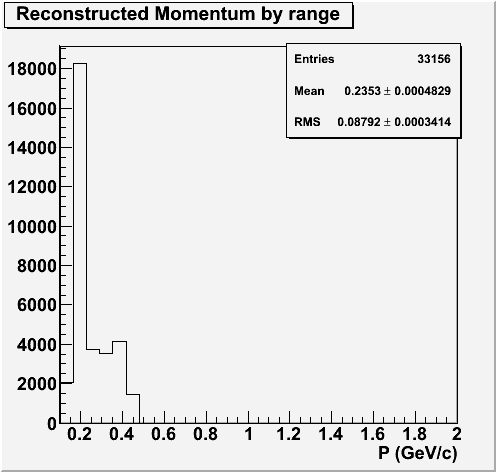 Reconstructed Momentum by range
Entries 33156
Mean 0.2353 ± 0.0004829
RMS 0.08792 ± 0.0003414
18000
16000
14000
12000
10000
8000
6000
4000
2000
0
0.2 0.4 0.6 0.8 1 1.2 1.4 1.6 1.8 2
P (GeV/c)